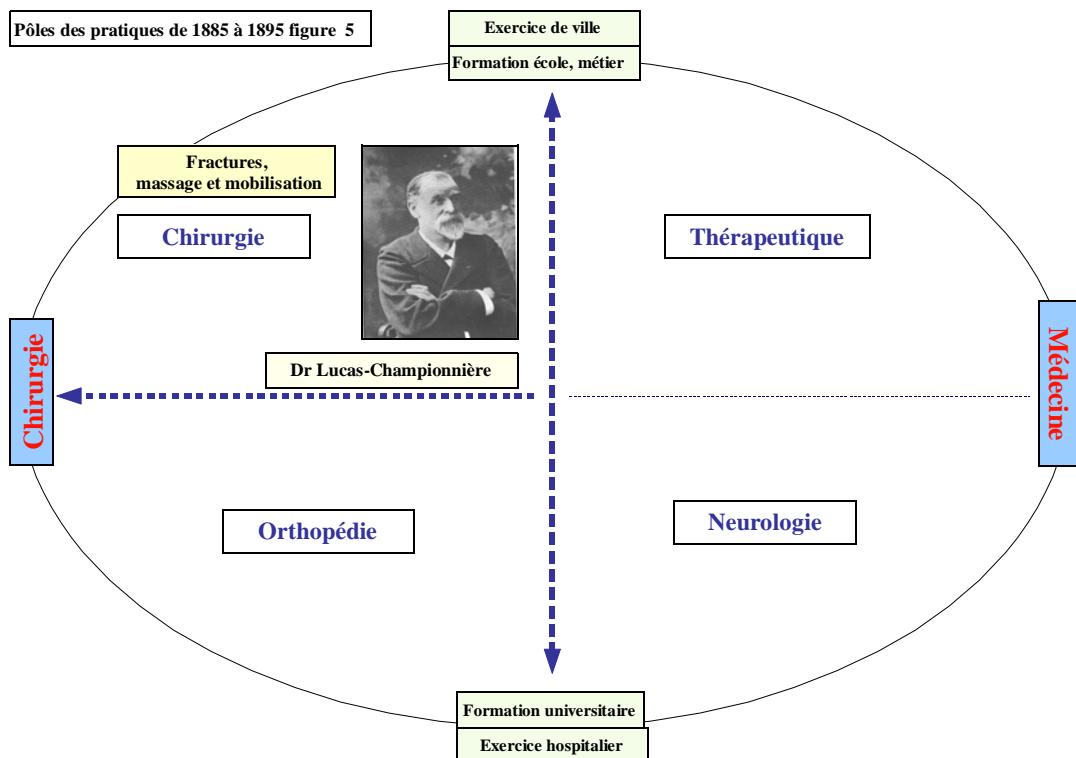 Pôles des pratiques de 1885 à 1895 figure 5
Exercice de ville
Formation école, métier
Fractures,
massage et mobilisation
Chirurgie
Thérapeutique
Chirurgie
Médecine
Dr Lucas-Championnière
Orthopédie
Neurologie
Formation universitaire
Exercice hospitalier